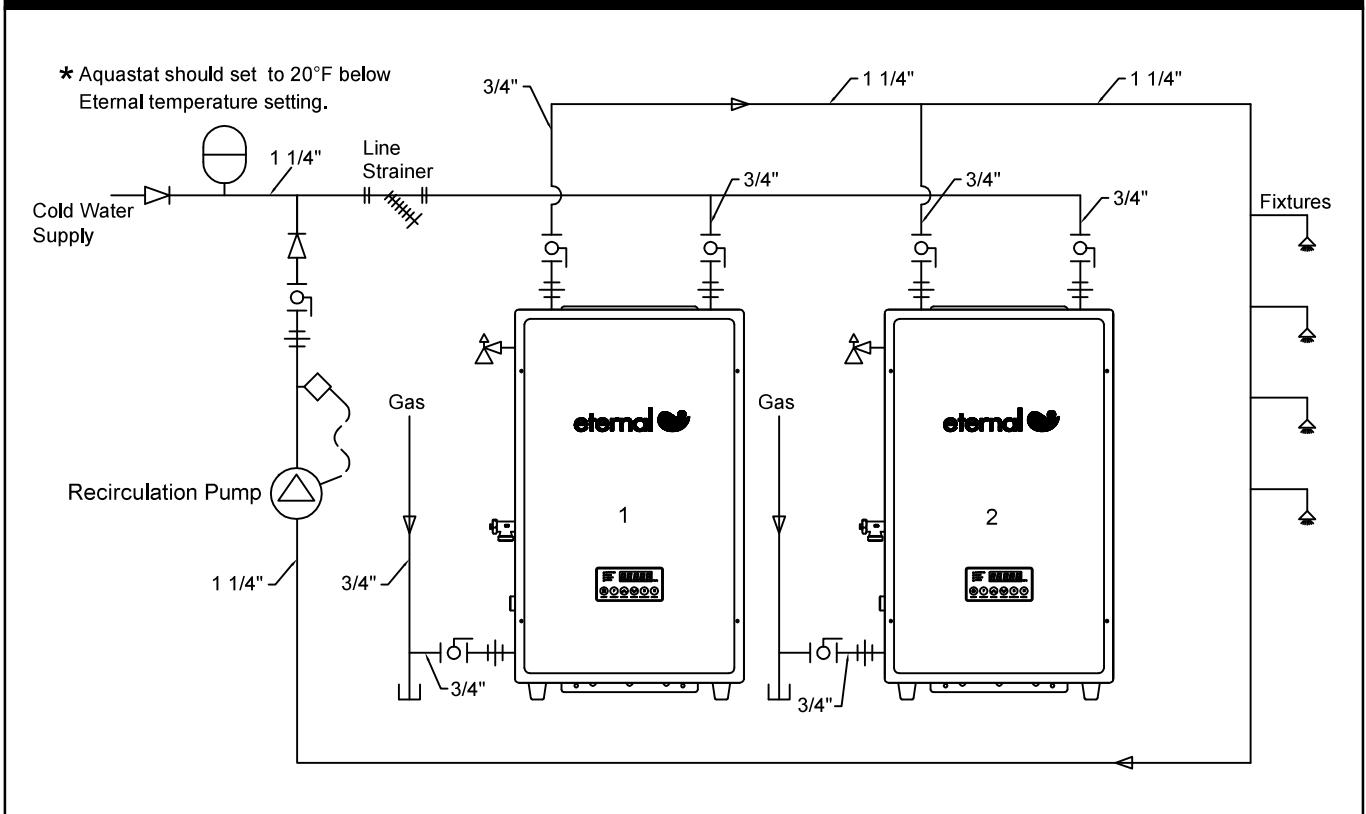 * Aquastat should set to 20°F below
Eternal temperature setting.
3/4"
1 1/4"
1 1/4"
1 1/4"
Line
Strainer
3/4"
3/4"
3/4"
Cold Water
Supply
Fixtures
Gas
Gas
eternal
eternal
Recirculation Pump
1
2
1 1/4"
3/4"
3/4"
3/4"